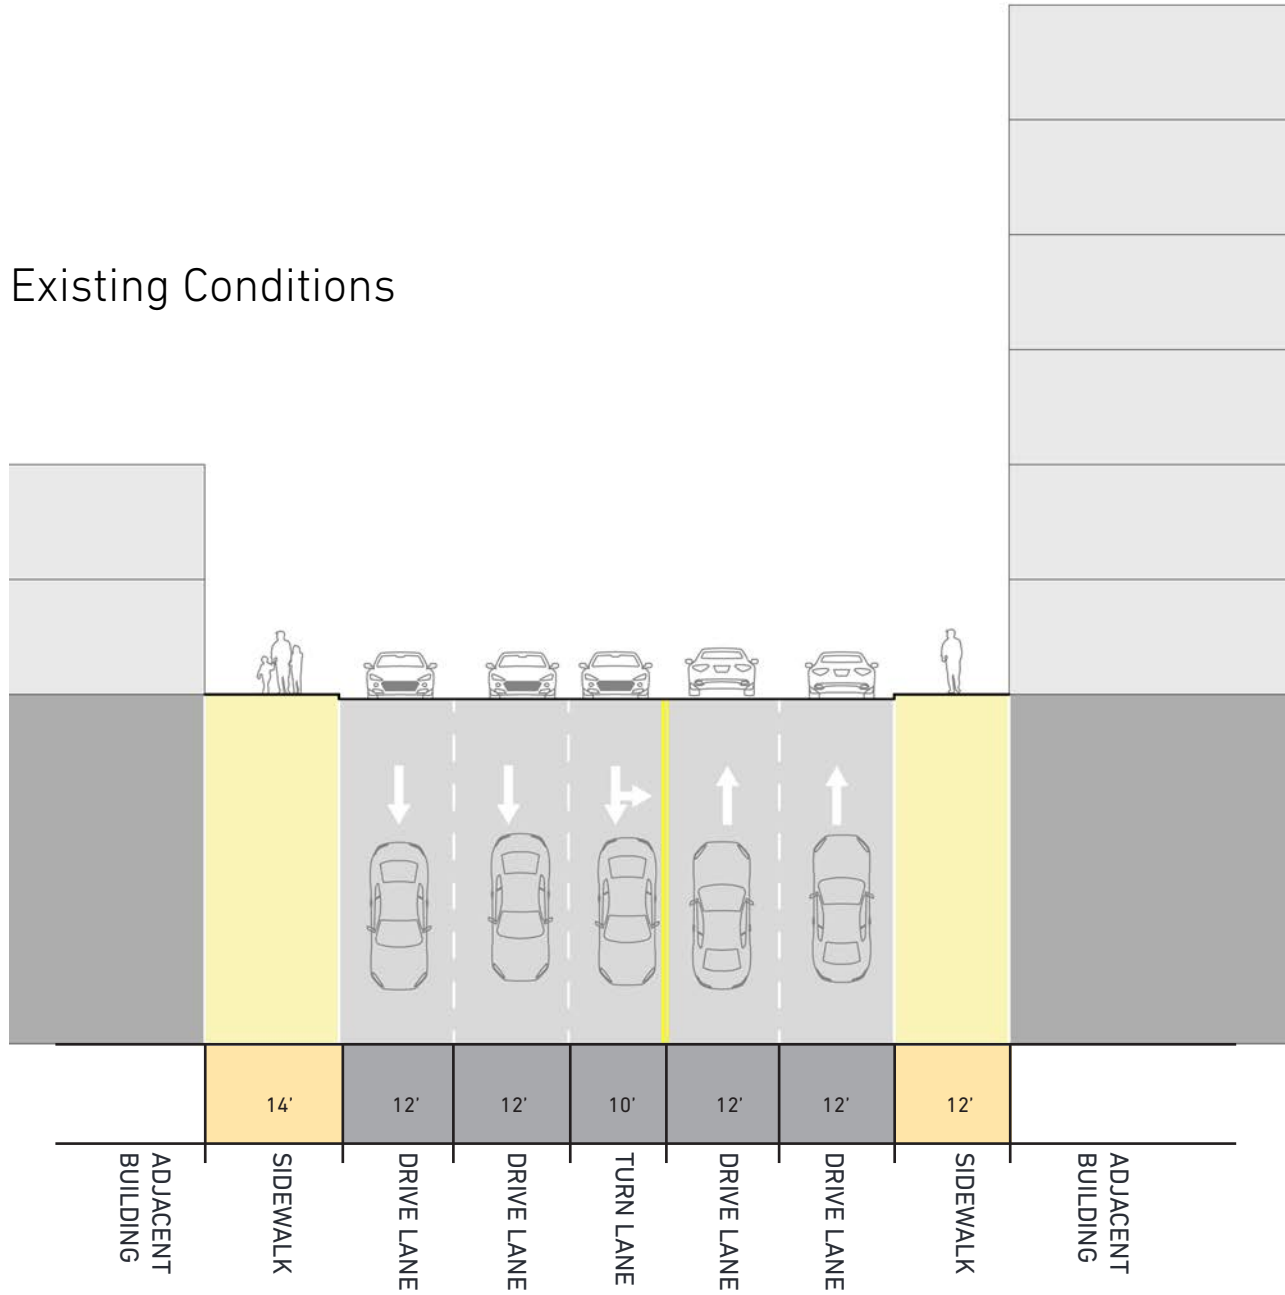 Existing Conditions
14’
12’
12’
10’
12’
12’
12’
ADJACENT
BUILDING
SIDEWALK
DRIVE LANE
DRIVE LANE
TURN LANE
DRIVE LANE
DRIVE LANE
SIDEWALK
ADJACENT
BUILDING